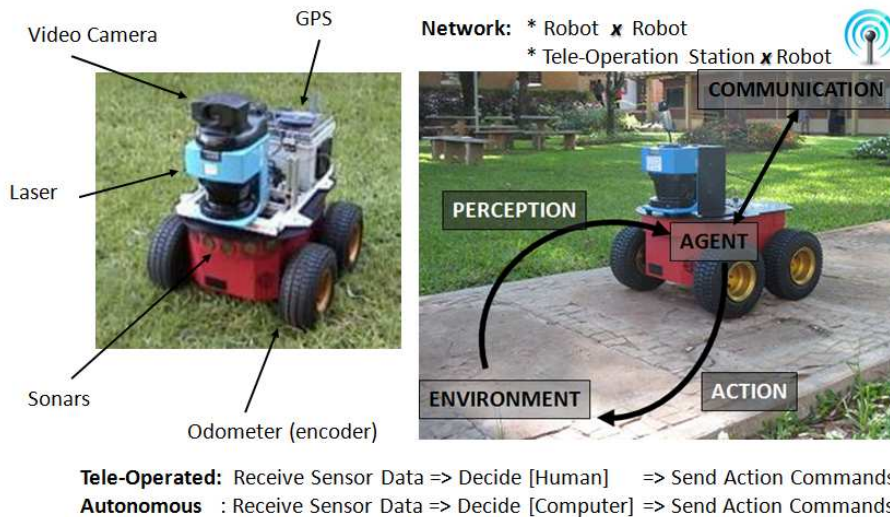 Video Camera
GPS
Network: * Robot x Robot
* Tele-Operation Station x Robot
COMMUNICATION
Laser
PERCEPTION
AGENT
Sonars
ENVIRONMENT
ACTION
Odometer (encoder)
Tele-Operated: Receive Sensor Data => Decide [Human] => Send Action Commands
Autonomous : Receive Sensor Data => Decide [Computer] => Send Action Commands